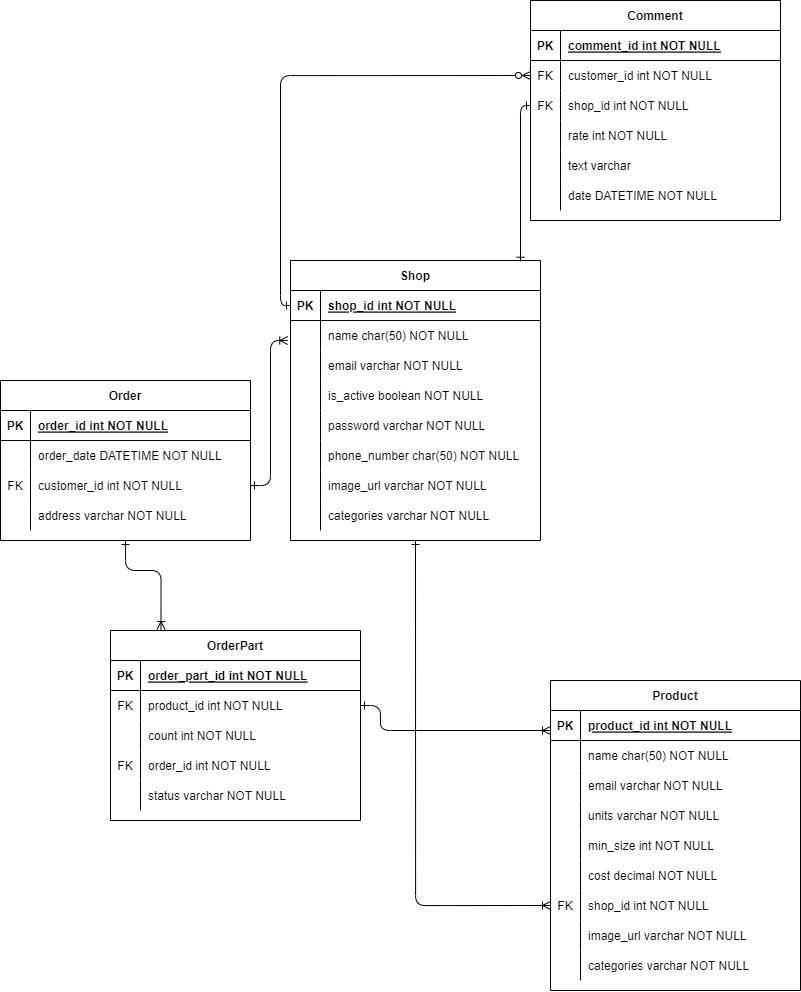 Comment
PK comment_id int NOT NULL
FK customer_id int NOT NULL
FK shop_id int NOT NULL
rate int NOT NULL
text varchar
date DATETIME NOT NULL
Shop
PK shop_id int NOT NULL
name char(50) NOT NULL
email varchar NOT NULL
is_active boolean NOT NULL
password varchar NOT NULL
phone_number char(50) NOT NULL
image_url varchar NOT NULL
categories varchar NOT NULL
Order
PK order_id int NOT NULL
order_date DATETIME NOT NULL
FK customer_id int NOT NULL
address varchar NOT NULL
OrderPart
PK order_part_id int NOT NULL
FK product_id int NOT NULL
count int NOT NULL
FK order_id int NOT NULL
status varchar NOT NULL
Product
PK product_id int NOT NULL
name char(50) NOT NULL
email varchar NOT NULL
units varchar NOT NULL
min_size int NOT NULL
cost decimal NOT NULL
FK shop_id int NOT NULL
image_url varchar NOT NULL
categories varchar NOT NULL